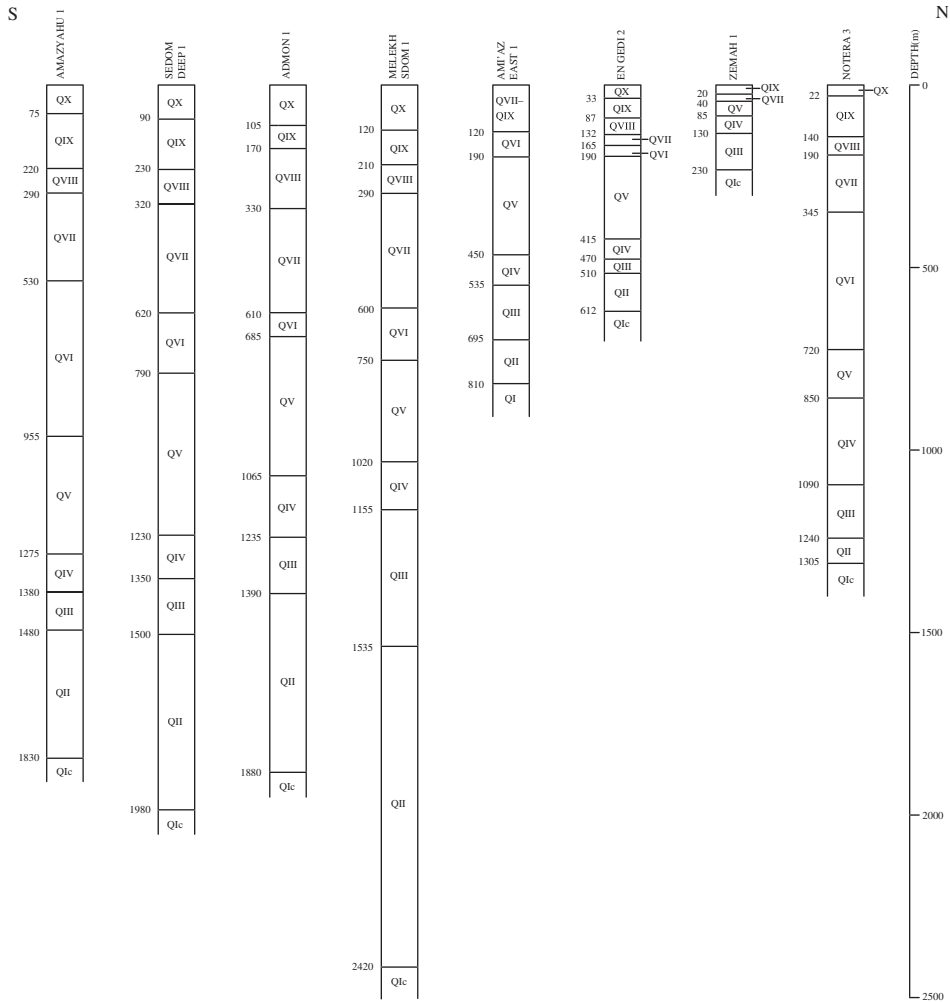 S
N
AMAZYAHU 1
QX
75
QIX
220
QVIII
290
QVII
530
QVI
955
QV
1275
QIV
1380
QIII
1480
QII
1830
QIc
SEDOM
DEEP 1
QX
90
QIX
230
QVIII
320
QVII
620
QVI
790
QV
1230
QIV
1350
QIII
1500
QII
1980
QIc
ADMON 1
QX
105
QIX
170
QVIII
330
QVII
610
QVI
685
QV
1065
QIV
1235
QIII
1390
QII
1880
QIc
MELEKH
SDOM 1
QX
120
QIX
210
QVIII
290
QVII
600
QVI
750
QV
1020
QIV
1155
QIII
1535
QII
2420
QIc
AMI'AZ
EAST 1
QVII–
QIX
120
QVI
190
QV
450
QIV
535
QIII
695
QII
810
QI
EN GEDI 2
QX
33
QIX
87
QVIII
132
QVII
165
QVI
190
QV
415
QIV
470
QIII
510
QII
612
QIc
ZEMAH 1
QIX
20
QVII
40
QV
85
QIV
130
QIII
230
QIc
NOTERA 3
QX
22
QIX
140
QVIII
190
QVII
345
QVI
720
QV
850
QIV
1090
QIII
1240
QII
1305
QIc
DEPTH(m)
0
500
1000
1500
2000
2500